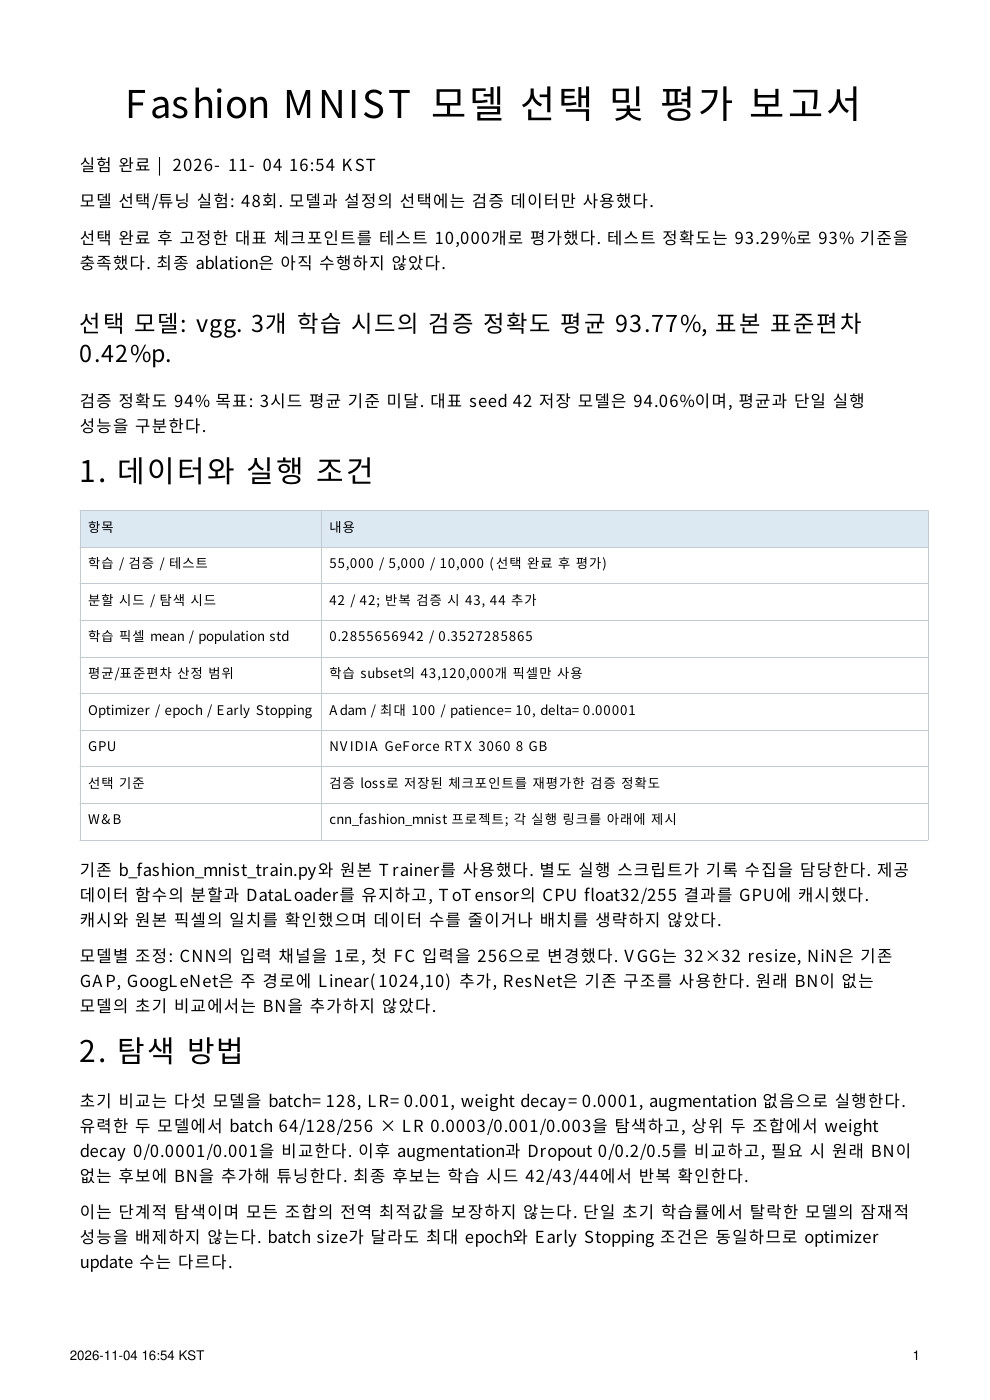 Fashion MNIST 모델 선택 및 평가 보고서
실험 완료 | 2026-11-04 16:54 KST
모델 선택/튜닝 실험: 48회. 모델과 설정의 선택에는 검증 데이터만 사용했다.
선택 완료 후 고정한 대표 체크포인트를 테스트 10,000개로 평가했다. 테스트 정확도는 93.29%로 93% 기준을
충족했다. 최종 ablation은 아직 수행하지 않았다.
선택 모델: vgg. 3개 학습 시드의 검증 정확도 평균 93.77%, 표본 표준편차
0.42%p.
검증 정확도 94% 목표: 3시드 평균 기준 미달. 대표 seed 42 저장 모델은 94.06%이며, 평균과 단일 실행
성능을 구분한다.
1. 데이터와 실행 조건
항목 내용
학습 / 검증 / 테스트 55,000 / 5,000 / 10,000 (선택 완료 후 평가)
분할 시드 / 탐색 시드 42 / 42; 반복 검증 시 43, 44 추가
학습 픽셀 mean / population std 0.2855656942 / 0.3527285865
평균/표준편차 산정 범위 학습 subset의 43,120,000개 픽셀만 사용
Optimizer / epoch / Early Stopping Adam / 최대 100 / patience=10, delta=0.00001
GPU NVIDIA GeForce RTX 3060 8 GB
선택 기준 검증 loss로 저장된 체크포인트를 재평가한 검증 정확도
W&B cnn_fashion_mnist 프로젝트; 각 실행 링크를 아래에 제시
기존 b_fashion_mnist_train.py와 원본 Trainer를 사용했다. 별도 실행 스크립트가 기록 수집을 담당한다. 제공
데이터 함수의 분할과 DataLoader를 유지하고, ToTensor의 CPU float32/255 결과를 GPU에 캐시했다.
캐시와 원본 픽셀의 일치를 확인했으며 데이터 수를 줄이거나 배치를 생략하지 않았다.
모델별 조정: CNN의 입력 채널을 1로, 첫 FC 입력을 256으로 변경했다. VGG는 32×32 resize, NiN은 기존
GAP, GoogLeNet은 주 경로에 Linear(1024,10) 추가, ResNet은 기존 구조를 사용한다. 원래 BN이 없는
모델의 초기 비교에서는 BN을 추가하지 않았다.
2. 탐색 방법
초기 비교는 다섯 모델을 batch=128, LR=0.001, weight decay=0.0001, augmentation 없음으로 실행한다.
유력한 두 모델에서 batch 64/128/256 × LR 0.0003/0.001/0.003을 탐색하고, 상위 두 조합에서 weight
decay 0/0.0001/0.001을 비교한다. 이후 augmentation과 Dropout 0/0.2/0.5를 비교하고, 필요 시 원래 BN이
없는 후보에 BN을 추가해 튜닝한다. 최종 후보는 학습 시드 42/43/44에서 반복 확인한다.
이는 단계적 탐색이며 모든 조합의 전역 최적값을 보장하지 않는다. 단일 초기 학습률에서 탈락한 모델의 잠재적
성능을 배제하지 않는다. batch size가 달라도 최대 epoch와 Early Stopping 조건은 동일하므로 optimizer
update 수는 다르다.
2026-11-04 16:54 KST 1